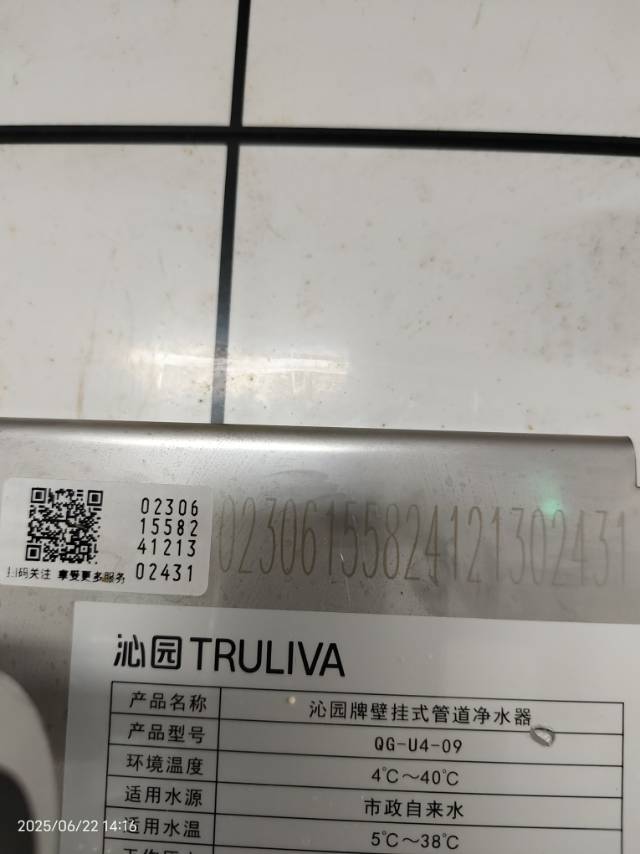 02306
15582
41213
02431
扫码关注 享受更多服务
02306155824121302431
沁园TRULIVA
产品名称 沁园牌壁挂式管道净水器
产品型号 QG-U4-09
环境温度 4℃～40℃
适用水源 市政自来水
适用水温 5℃～38℃
2025/06/22 14:16